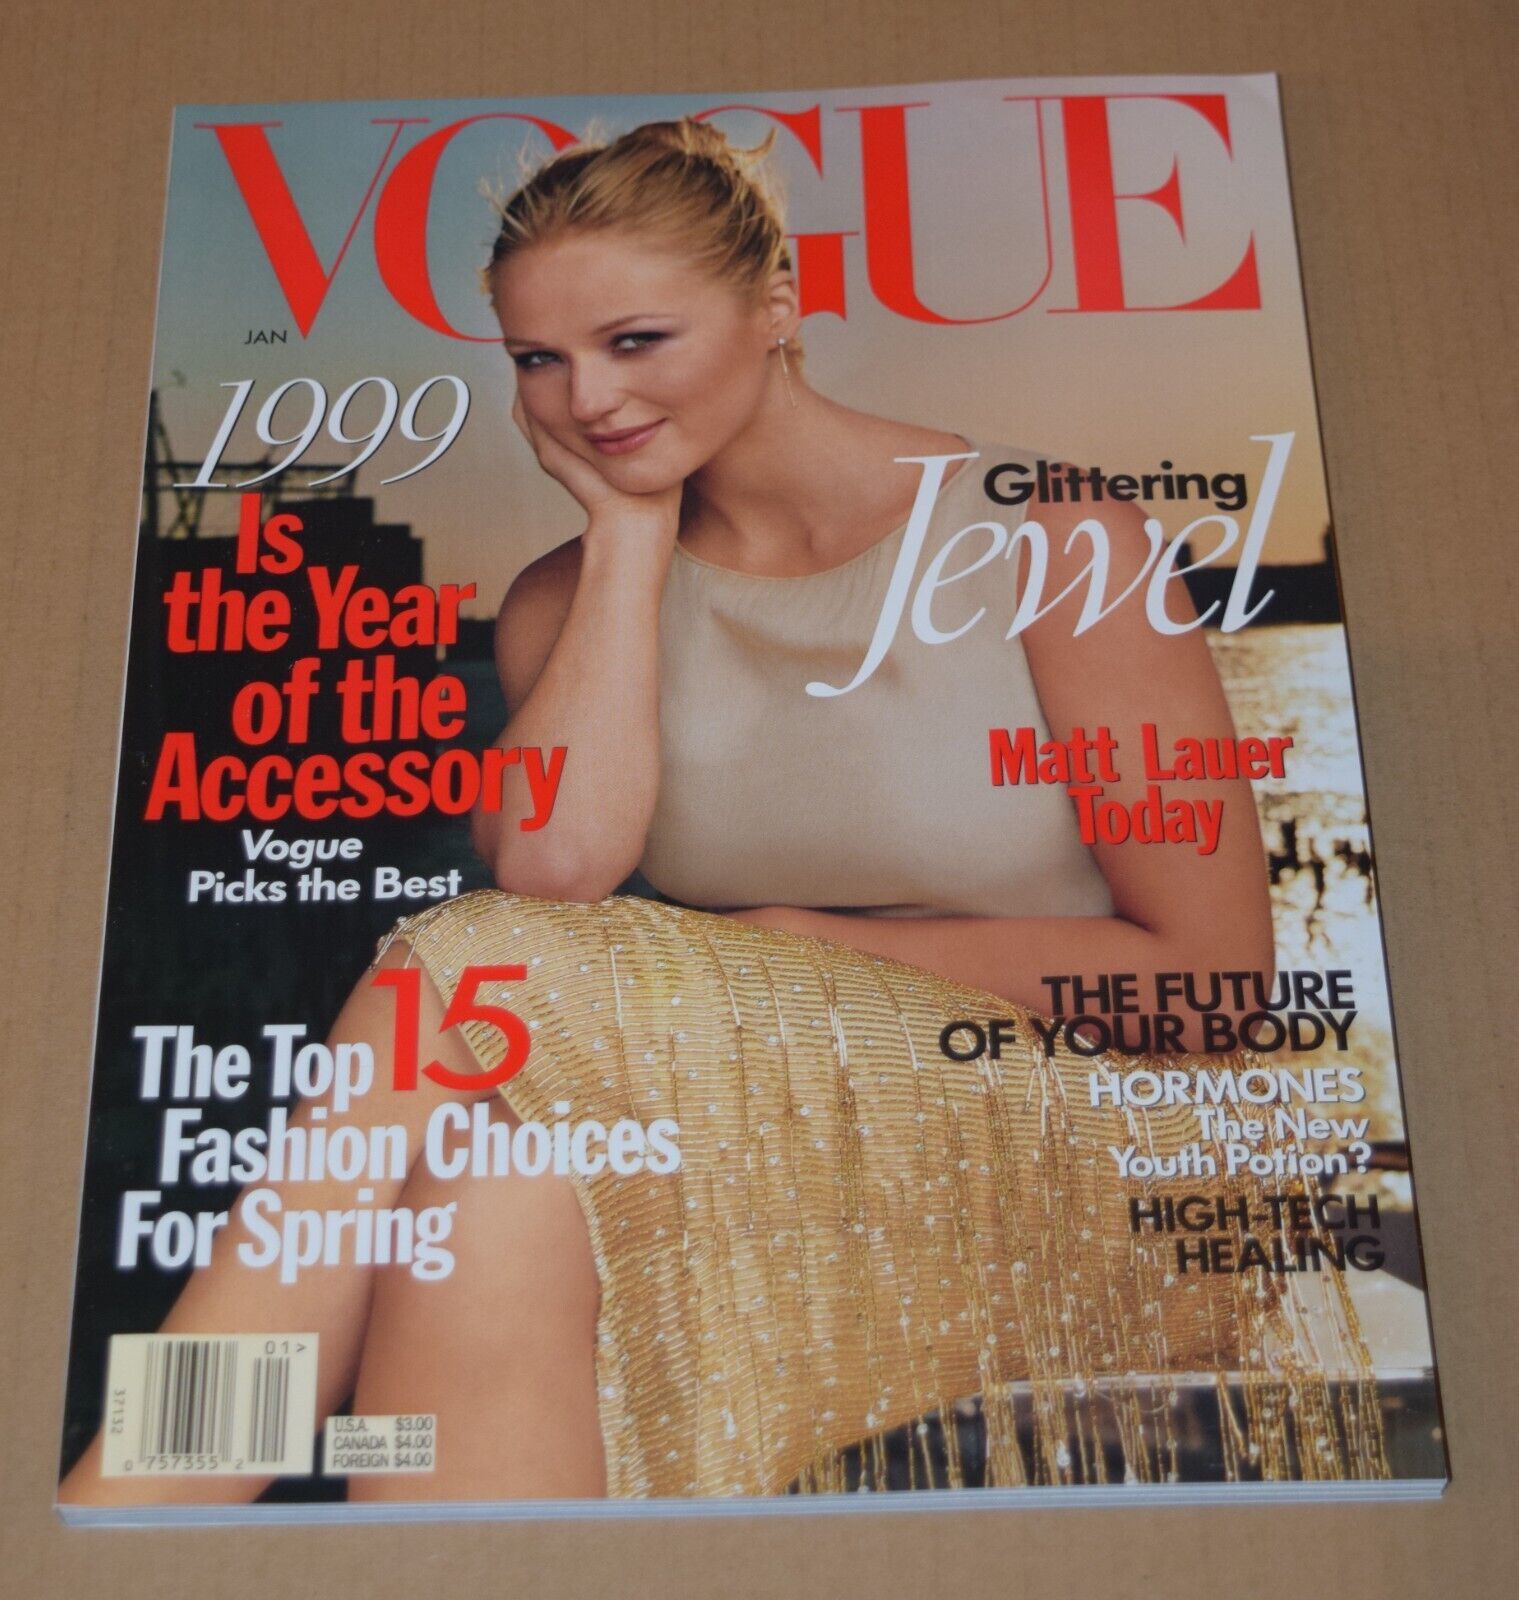 VOGUE
JAN
1999
Is
the Year
of the
Accessory
Vogue
Picks the Best
Glittering
Jewel
Matt Lauer
Today
The Top 15
Fashion Choices
For Spring
THE FUTURE
OF YOUR BODY
HORMONES
The New
Youth Potion?
HIGH-TECH
HEALING
01>
37132
0 757355 2
U.S.A. $3.00
CANADA $4.00
FOREIGN $4.00